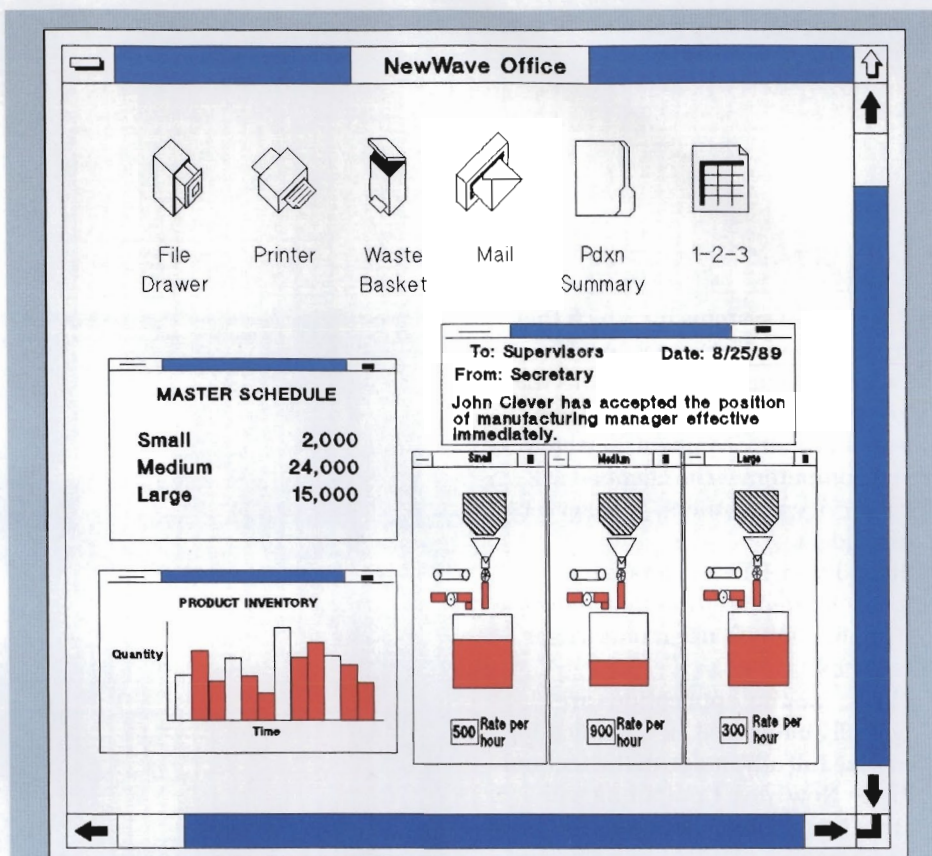 NewWave Office
File
Drawer
Printer
Waste
Basket
Mail
Pdxn
Summary
1-2-3
To: Supervisors Date: 8/25/89
From: Secretary
John Clever has accepted the position
of manufacturing manager effective
immediately.
MASTER SCHEDULE
Small 2,000
Medium 24,000
Large 15,000
Small
Medium
Large
PRODUCT INVENTORY
Quantity
Time
500 Rate per
hour
900 Rate per
hour
300 Rate per
hour